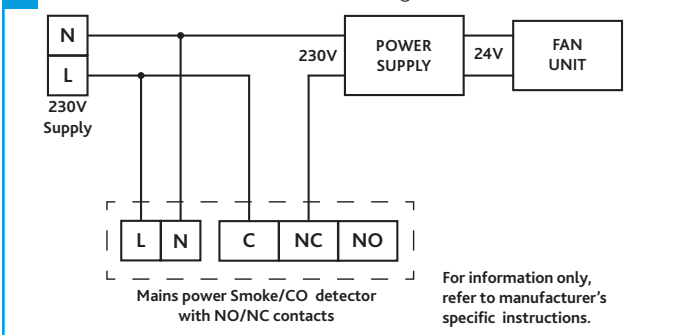 N
L
230V
Supply
230V
POWER
SUPPLY
24V
FAN
UNIT
L N C NC NO
Mains power Smoke/CO detector
with NO/NC contacts
For information only,
refer to manufacturer's
specific instructions.